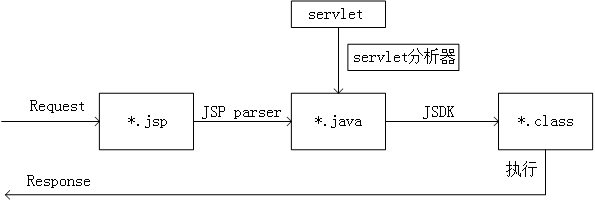 servlet
servlet分析器
Request
*.jsp
JSP parser
*.java
JSDK
*.class
执行
Response